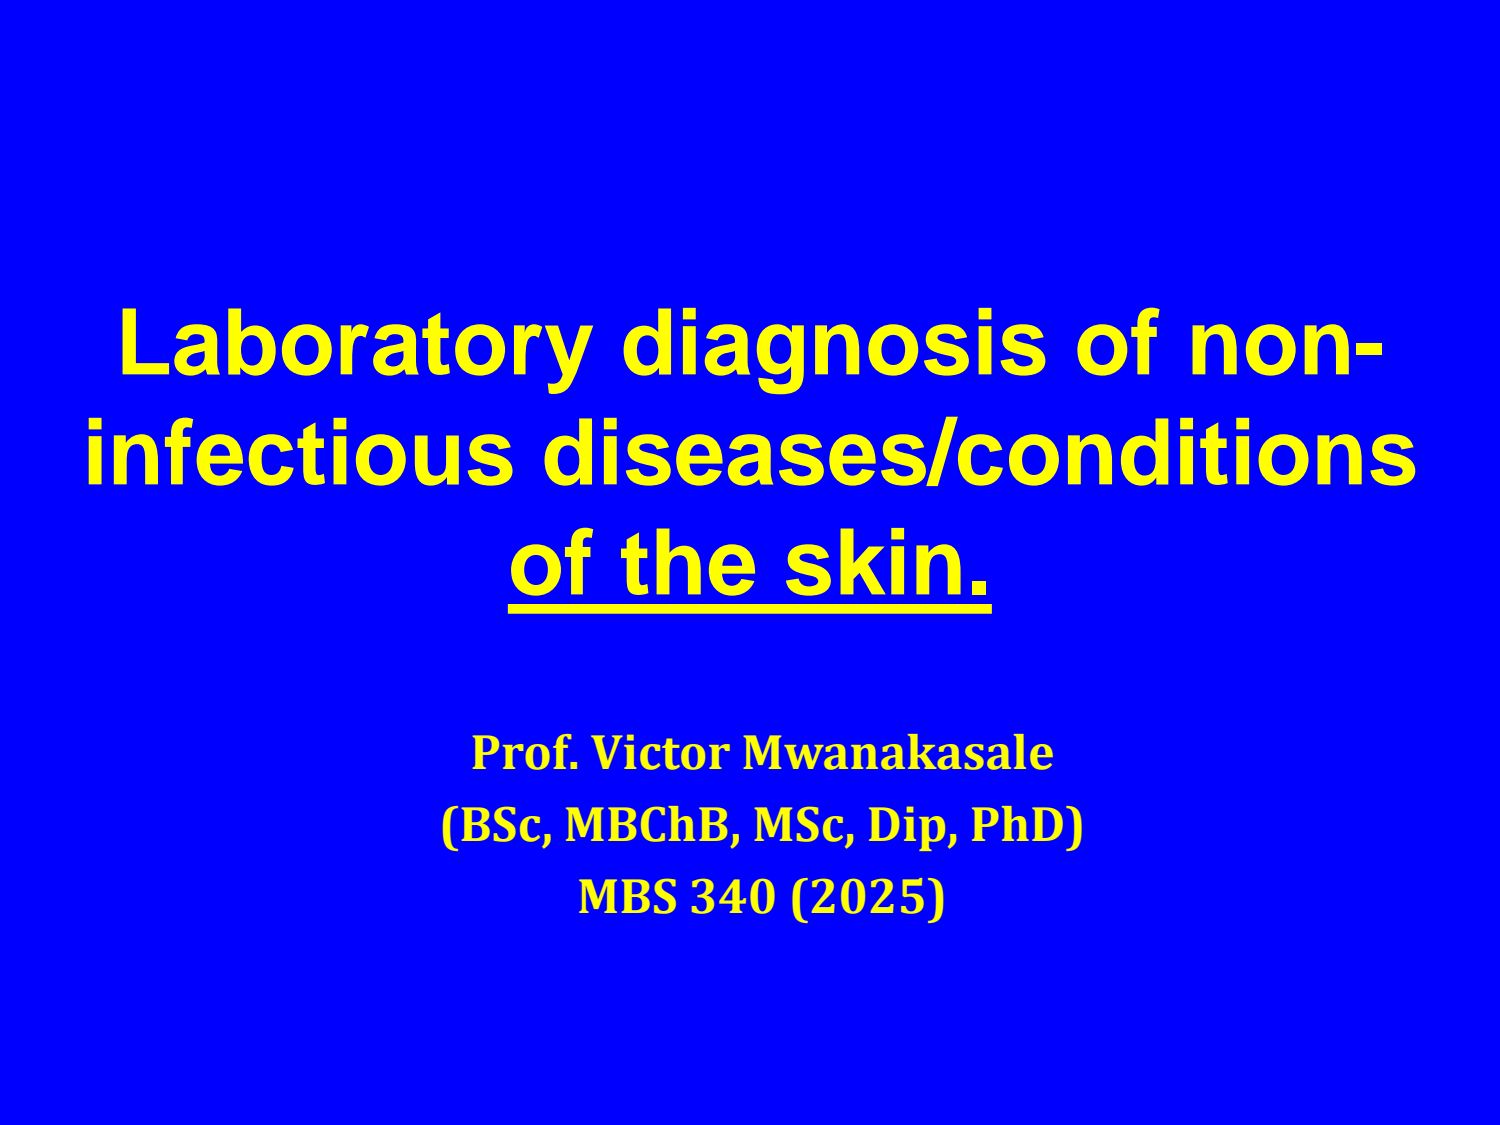 Laboratory diagnosis of non-
infectious diseases/conditions
of the skin.
Prof. Victor Mwanakasale
(BSc, MBChB, MSc, Dip, PhD)
MBS 340 (2025)